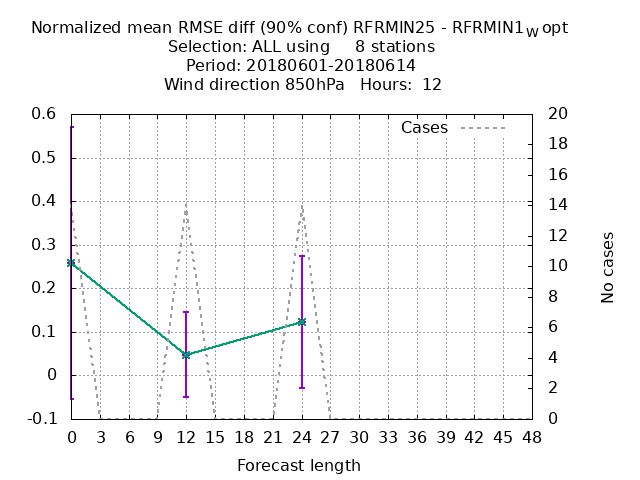 Normalized mean RMSE diff (90% conf) RFRMIN25 - RFRMIN1w opt
Selection: ALL using 8 stations
Period: 20180601-20180614
Wind direction 850hPa Hours: 12
Cases
0.6
0.5
0.4
0.3
0.2
0.1
0
-0.1
20
18
16
14
12
10
8
6
4
2
0
No cases
0 3 6 9 12 15 18 21 24 27 30 33 36 39 42 45 48
Forecast length